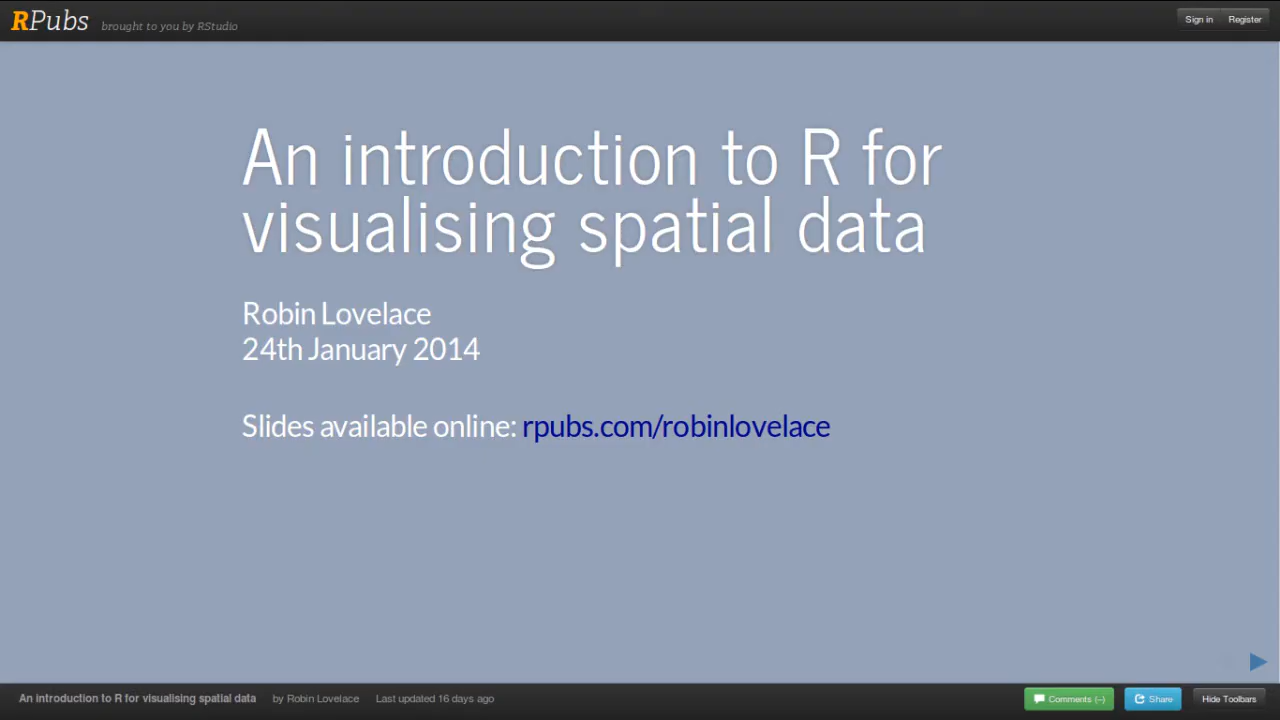 RPubs brought to you by RStudio
Sign in Register
An introduction to R for
visualising spatial data
Robin Lovelace
24th January 2014
Slides available online: rpubs.com/robinlovelace
An introduction to R for visualising spatial data by Robin Lovelace Last updated 16 days ago
Comments (–) Share Hide Toolbars